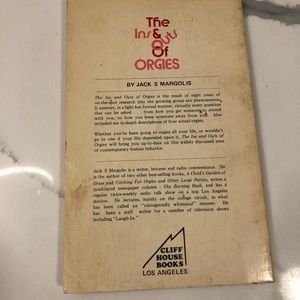 The
Ins
&
Outs
Of
ORGIES
BY JACK S MARGOLIS
The Ins and Outs of Orgies is the result of eight years of
on-the-spot research into the growing group sex phenomenon.
It answers, in a light but factual manner, virtually every question
that can be asked from how you get someone to attend
with you, to how you keep someone away from you. Also
included are in-depth descriptions of four actual orgies.
Whether you've been going to orgies all your life, or wouldn't
go to one if your life depended upon it, The Ins and Outs of
Orgies will bring you up-to-date on this widely discussed area
of contemporary human behavior.
Jack S Margolis is a writer, lecturer and radio commentator. He
is the author of two other best-selling books, A Child's Garden of
Grass and Cooking For Orgies and Other Large Parties, writes a
syndicated newspaper column - The Burning Bush, and has a
regular twice-weekly radio talk show on a top Los Angeles
station. He lectures, mainly on the college circuit, in what
has been called an "outrageously whimsical" manner. He
has been a staff writer for a number of television shows
including "Laugh-In."
CLIFF
HOUSE
BOOKS
LOS ANGELES